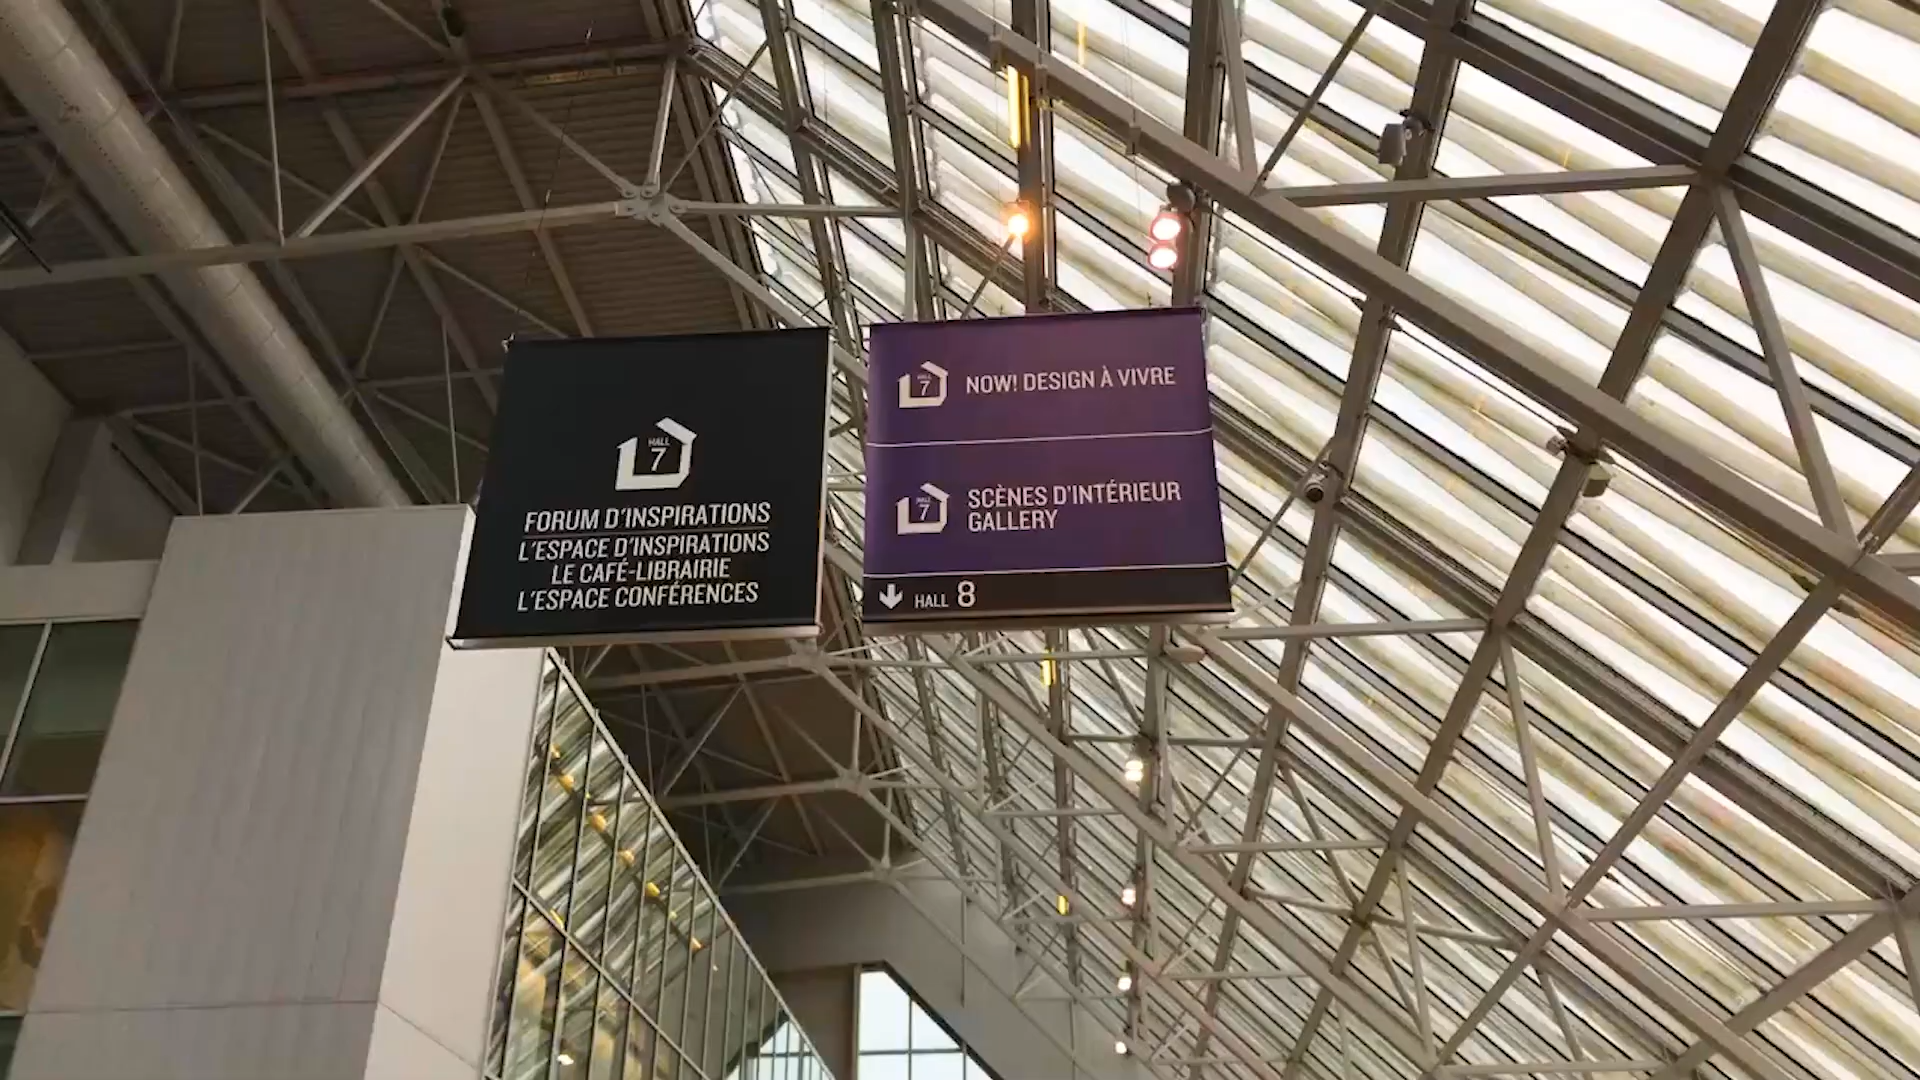 HALL
7
FORUM D'INSPIRATIONS
L'ESPACE D'INSPIRATIONS
LE CAFÉ-LIBRAIRIE
L'ESPACE CONFÉRENCES
HALL
7
NOW! DESIGN À VIVRE
HALL
7
SCÈNES D'INTÉRIEUR
GALLERY
HALL 8